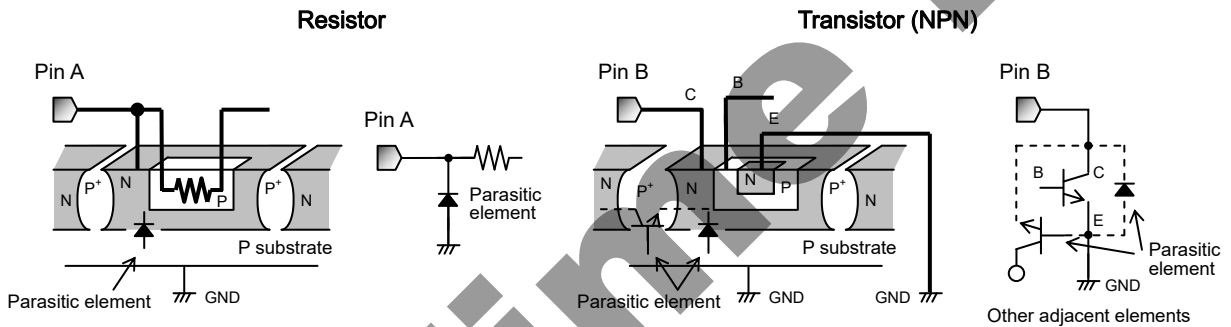 Resistor
Transistor (NPN)
Pin A
Pin A
N
P+
N
P
P+
N
Parasitic
element
P substrate
Parasitic element
GND
Pin B
C
B
E
N
P+
N
N
P
P+
N
P substrate
Parasitic element
GND
GND
Pin B
B
C
E
Parasitic
element
GND
Other adjacent elements